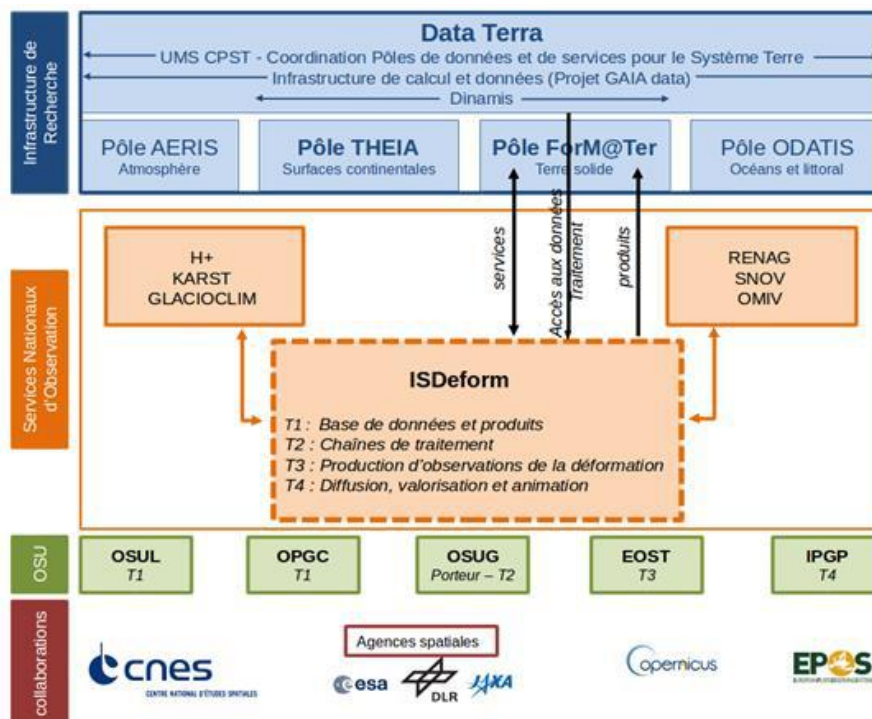 Infrastructure de
Recherche
Data Terra
UMS CPST - Coordination Pôles de données et de services pour le Système Terre
Infrastructure de calcul et données (Projet GAIA data)
Dinamis
Pôle AERIS
Atmosphère
Pôle THEIA
Surfaces continentales
Pôle ForM@Ter
Terre solide
Pôle ODATIS
Océans et littoral
Services Nationaux
d'Observation
H+
KARST
GLACIOCLIM
services
Accès aux données
Traitement
produits
RENAG
SNOV
OMIV
ISDeform
T1 : Base de données et produits
T2 : Chaînes de traitement
T3 : Production d'observations de la déformation
T4 : Diffusion, valorisation et animation
OSU
OSUL
T1
OPGC
T1
OSUG
Porteur – T2
EOST
T3
IPGP
T4
collaborations
cnes
CENTRE NATIONAL D'ÉTUDES SPATIALES
Agences spatiales
esa
DLR
JAXA
opernicus
EPOS